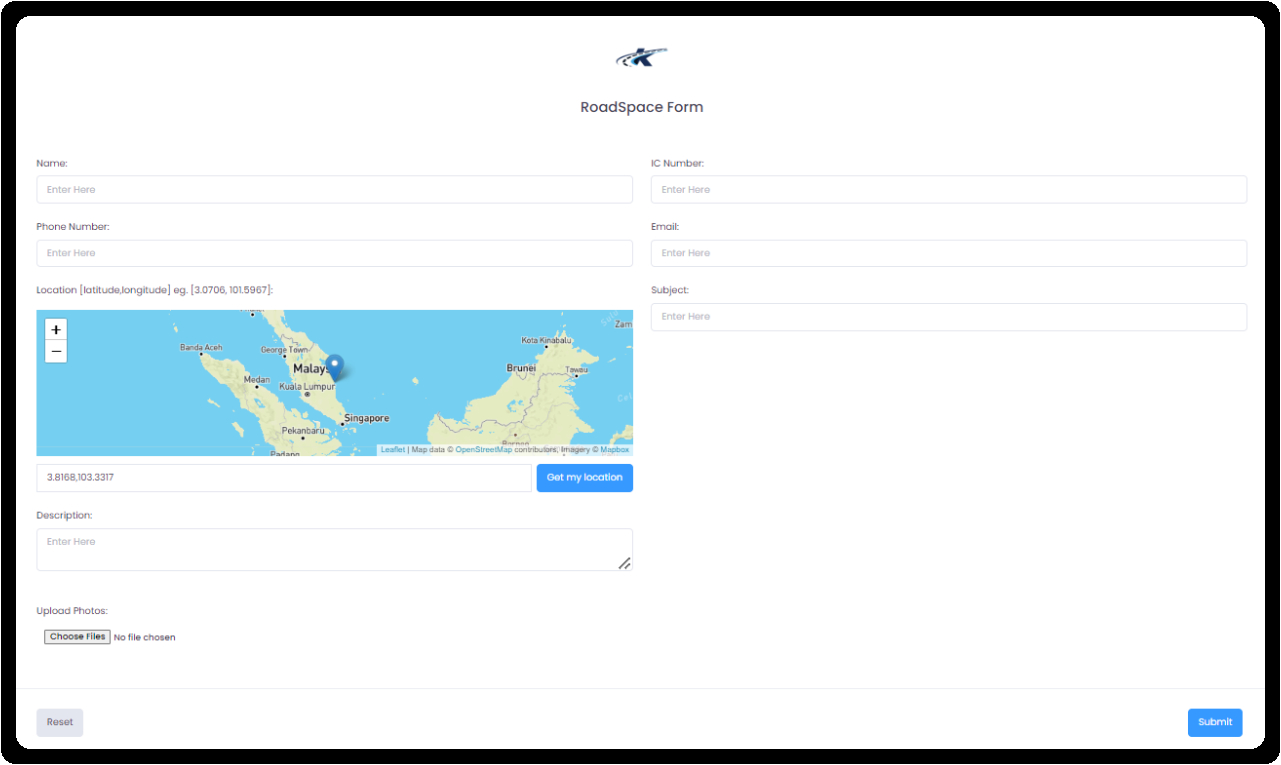 RoadSpace Form
Name:
IC Number:
Enter Here
Enter Here
Phone Number:
Email:
Enter Here
Enter Here
Location [latitude,longitude] eg. [3.0706, 101.5967]:
Subject:
Enter Here
+
−
Banda Aceh
George Town
Medan
Kuala Lumpur
Singapore
Pekanbaru
Padang
Kota Kinabalu
Brunei
Tawau
Leaflet | Map data © OpenStreetMap contributors, Imagery © Mapbox
3.8168,103.3317
Get my location
Description:
Enter Here
Upload Photos:
Choose Files No file chosen
Reset
Submit